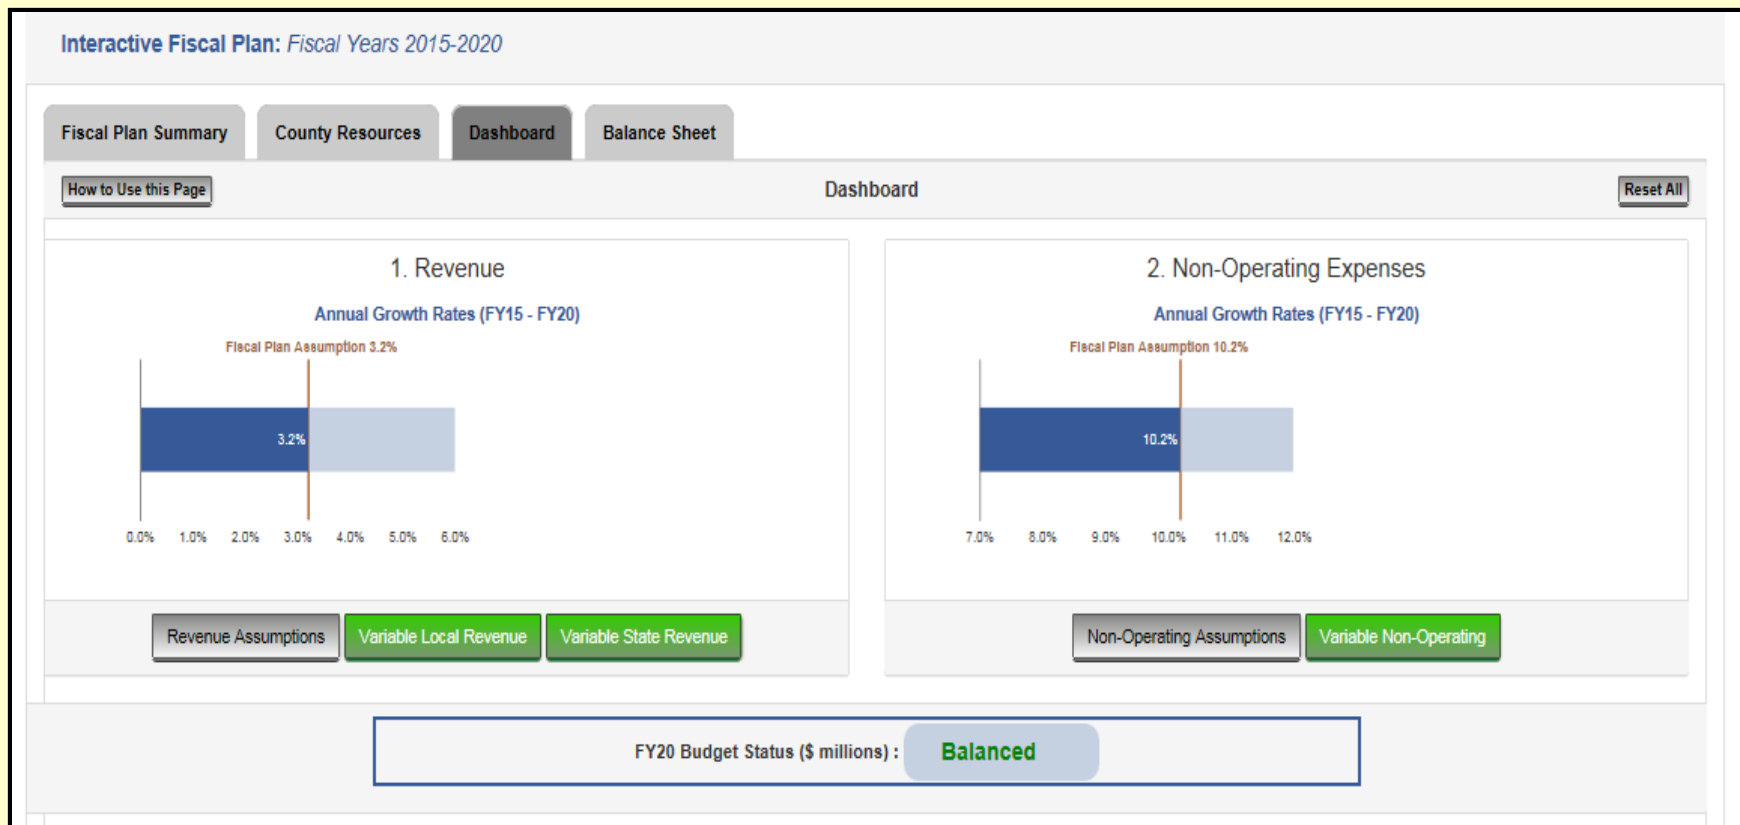 Interactive Fiscal Plan: Fiscal Years 2015-2020
Fiscal Plan Summary County Resources Dashboard Balance Sheet
How to Use this Page Dashboard Reset All
1. Revenue
Annual Growth Rates (FY15 - FY20)
Fiscal Plan Assumption 3.2%
3.2%
0.0% 1.0% 2.0% 3.0% 4.0% 5.0% 6.0%
Revenue Assumptions Variable Local Revenue Variable State Revenue
2. Non-Operating Expenses
Annual Growth Rates (FY15 - FY20)
Fiscal Plan Assumption 10.2%
10.2%
7.0% 8.0% 9.0% 10.0% 11.0% 12.0%
Non-Operating Assumptions Variable Non-Operating
FY20 Budget Status ($ millions) : Balanced